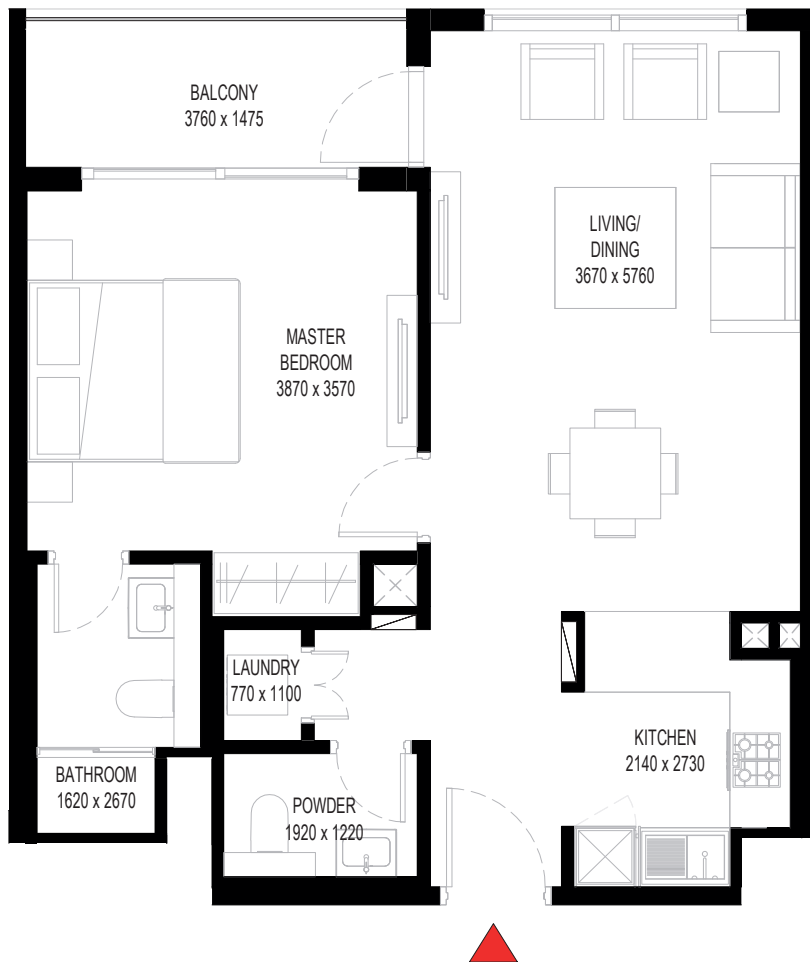 BALCONY
3760 x 1475
LIVING/
DINING
3670 x 5760
MASTER
BEDROOM
3870 x 3570
LAUNDRY
770 x 1100
KITCHEN
2140 x 2730
BATHROOM
1620 x 2670
POWDER
1920 x 1220